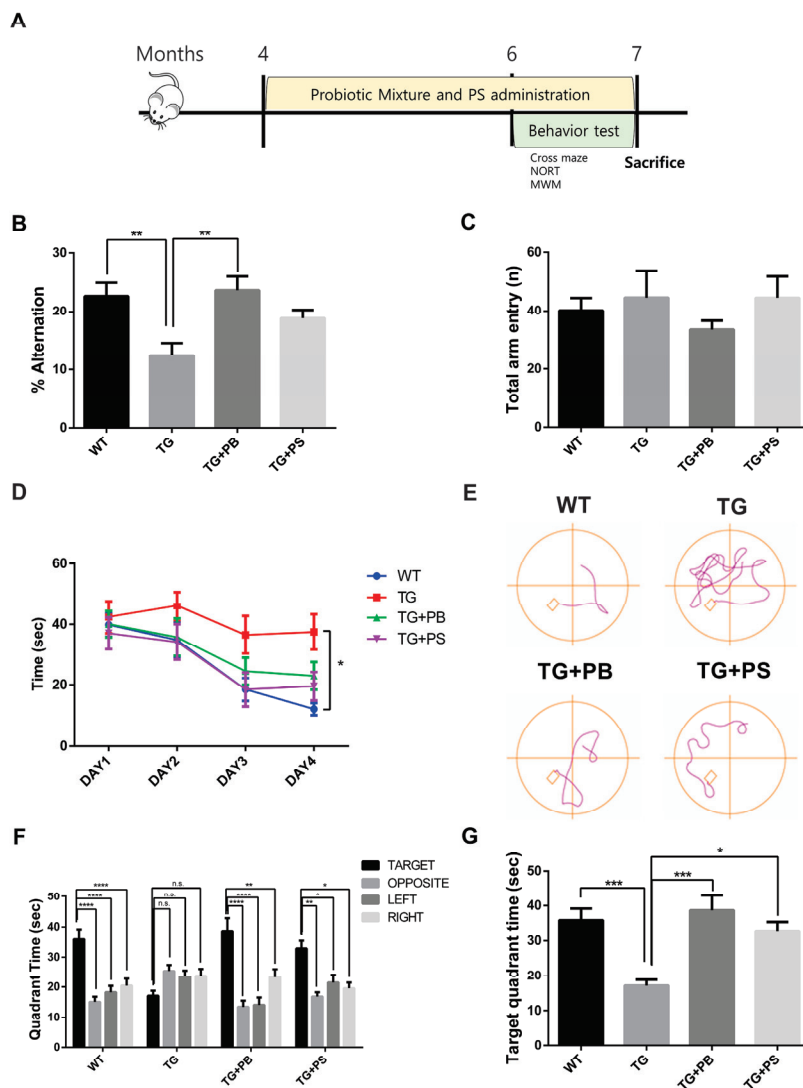 A
Months 4 6 7
Probiotic Mixture and PS administration
Behavior test
Cross maze
NORT
MWM
Sacrifice
B
% Alternation
30
20
10
0
** **
WT TG TG+PB TG+PS
C
Total arm entry (n)
60
40
20
0
WT TG TG+PB TG+PS
D
Time (sec)
60
40
20
0
DAY1 DAY2 DAY3 DAY4
WT
TG
TG+PB
TG+PS
*
E
WT TG
TG+PB TG+PS
F
Quadrant Time (sec)
50
40
30
20
10
0
**** n.s. ** *
**** n.s. **** *
**** n.s. **** **
TARGET
OPPOSITE
LEFT
RIGHT
WT TG TG+PB TG+PS
G
Target quadrant time (sec)
50
40
30
20
10
0
*
*** ***
WT TG TG+PB TG+PS